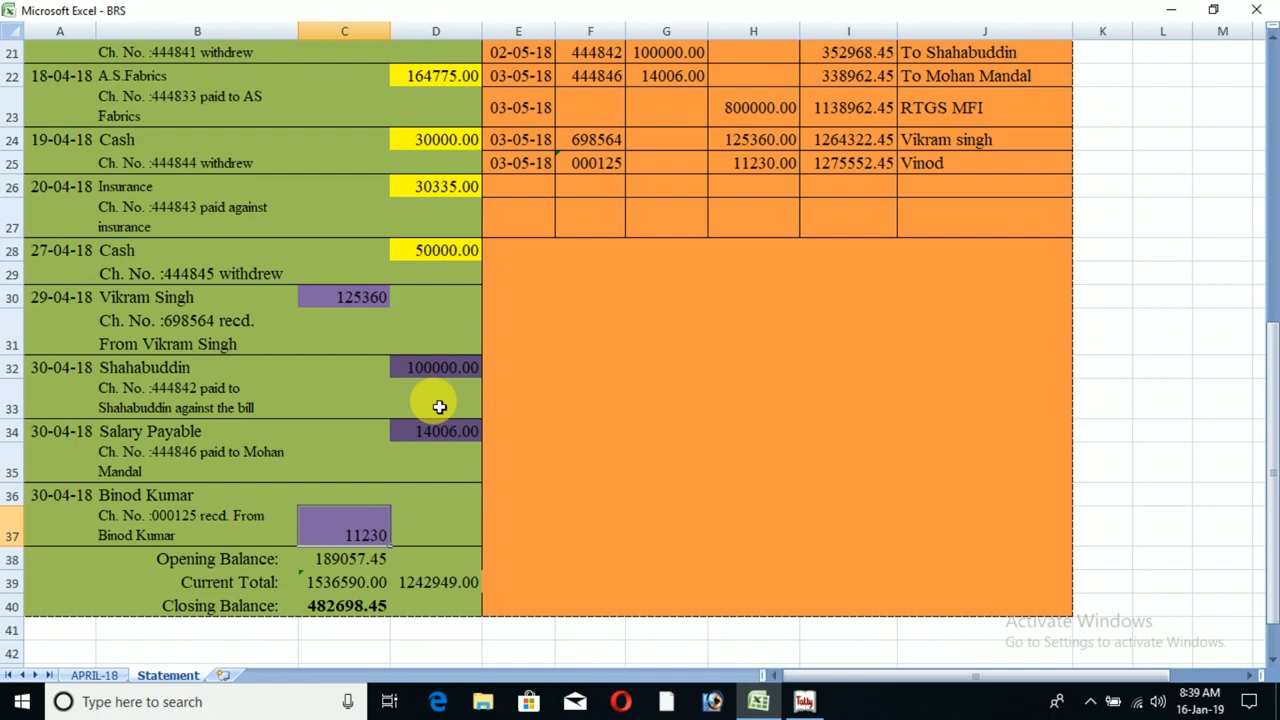 Microsoft Excel - BRS
A B C D E F G H I J K L M
21 Ch. No. :444841 withdrew 02-05-18 444842 100000.00 352968.45 To Shahabuddin
22 18-04-18 A.S.Fabrics 164775.00 03-05-18 444846 14006.00 338962.45 To Mohan Mandal
23 Ch. No. :444833 paid to AS
Fabrics 03-05-18 800000.00 1138962.45 RTGS MFI
24 19-04-18 Cash 30000.00 03-05-18 698564 125360.00 1264322.45 Vikram singh
25 Ch. No. :444844 withdrew 03-05-18 000125 11230.00 1275552.45 Vinod
26 20-04-18 Insurance 30335.00
27 Ch. No. :444843 paid against
insurance
28 27-04-18 Cash 50000.00
29 Ch. No. :444845 withdrew
30 29-04-18 Vikram Singh 125360
31 Ch. No. :698564 recd.
From Vikram Singh
32 30-04-18 Shahabuddin 100000.00
33 Ch. No. :444842 paid to
Shahabuddin against the bill
34 30-04-18 Salary Payable 14006.00
35 Ch. No. :444846 paid to Mohan
Mandal
36 30-04-18 Binod Kumar
37 Ch. No. :000125 recd. From
Binod Kumar 11230
38 Opening Balance: 189057.45
39 Current Total: 1536590.00 1242949.00
40 Closing Balance: 482698.45
41
42
Activate Windows
Go to Settings to activate Windows.
APRIL-18 Statement
Type here to search
Tally
8:39 AM
16-Jan-19